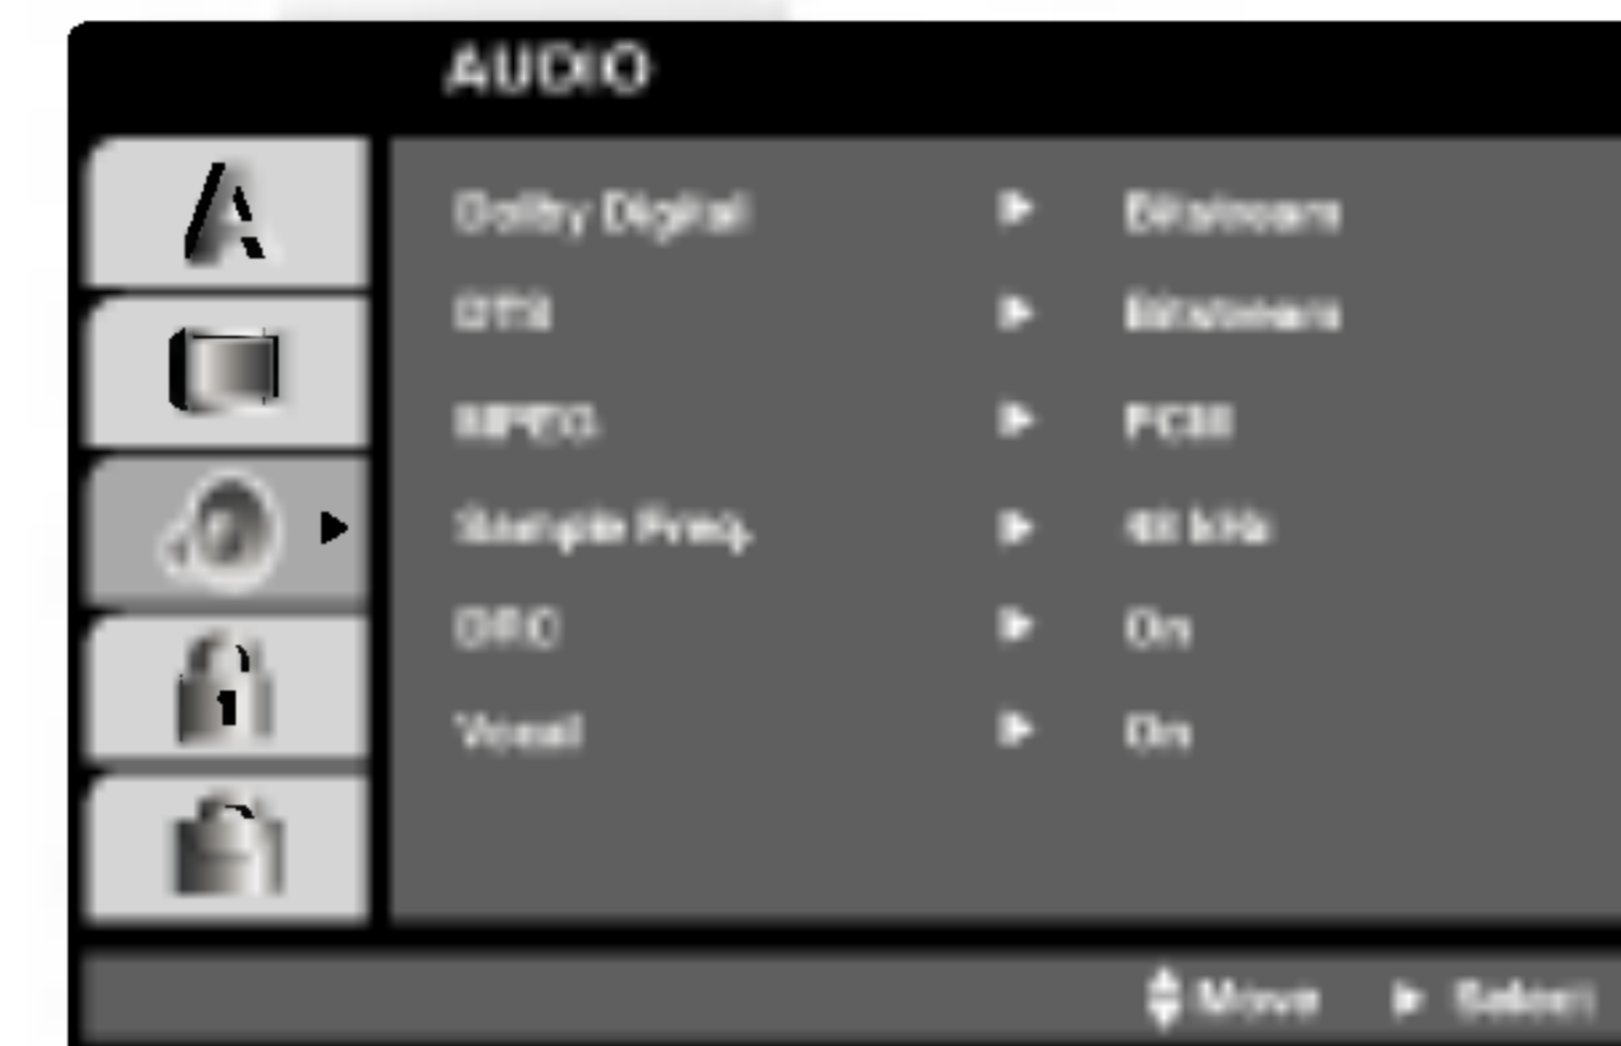 AUDIO
Dolby Digital Bitstream
DTS Bitstream
MPEG PCM
Sample Freq. 48 kHz
DRC On
Vocal On
Move Select